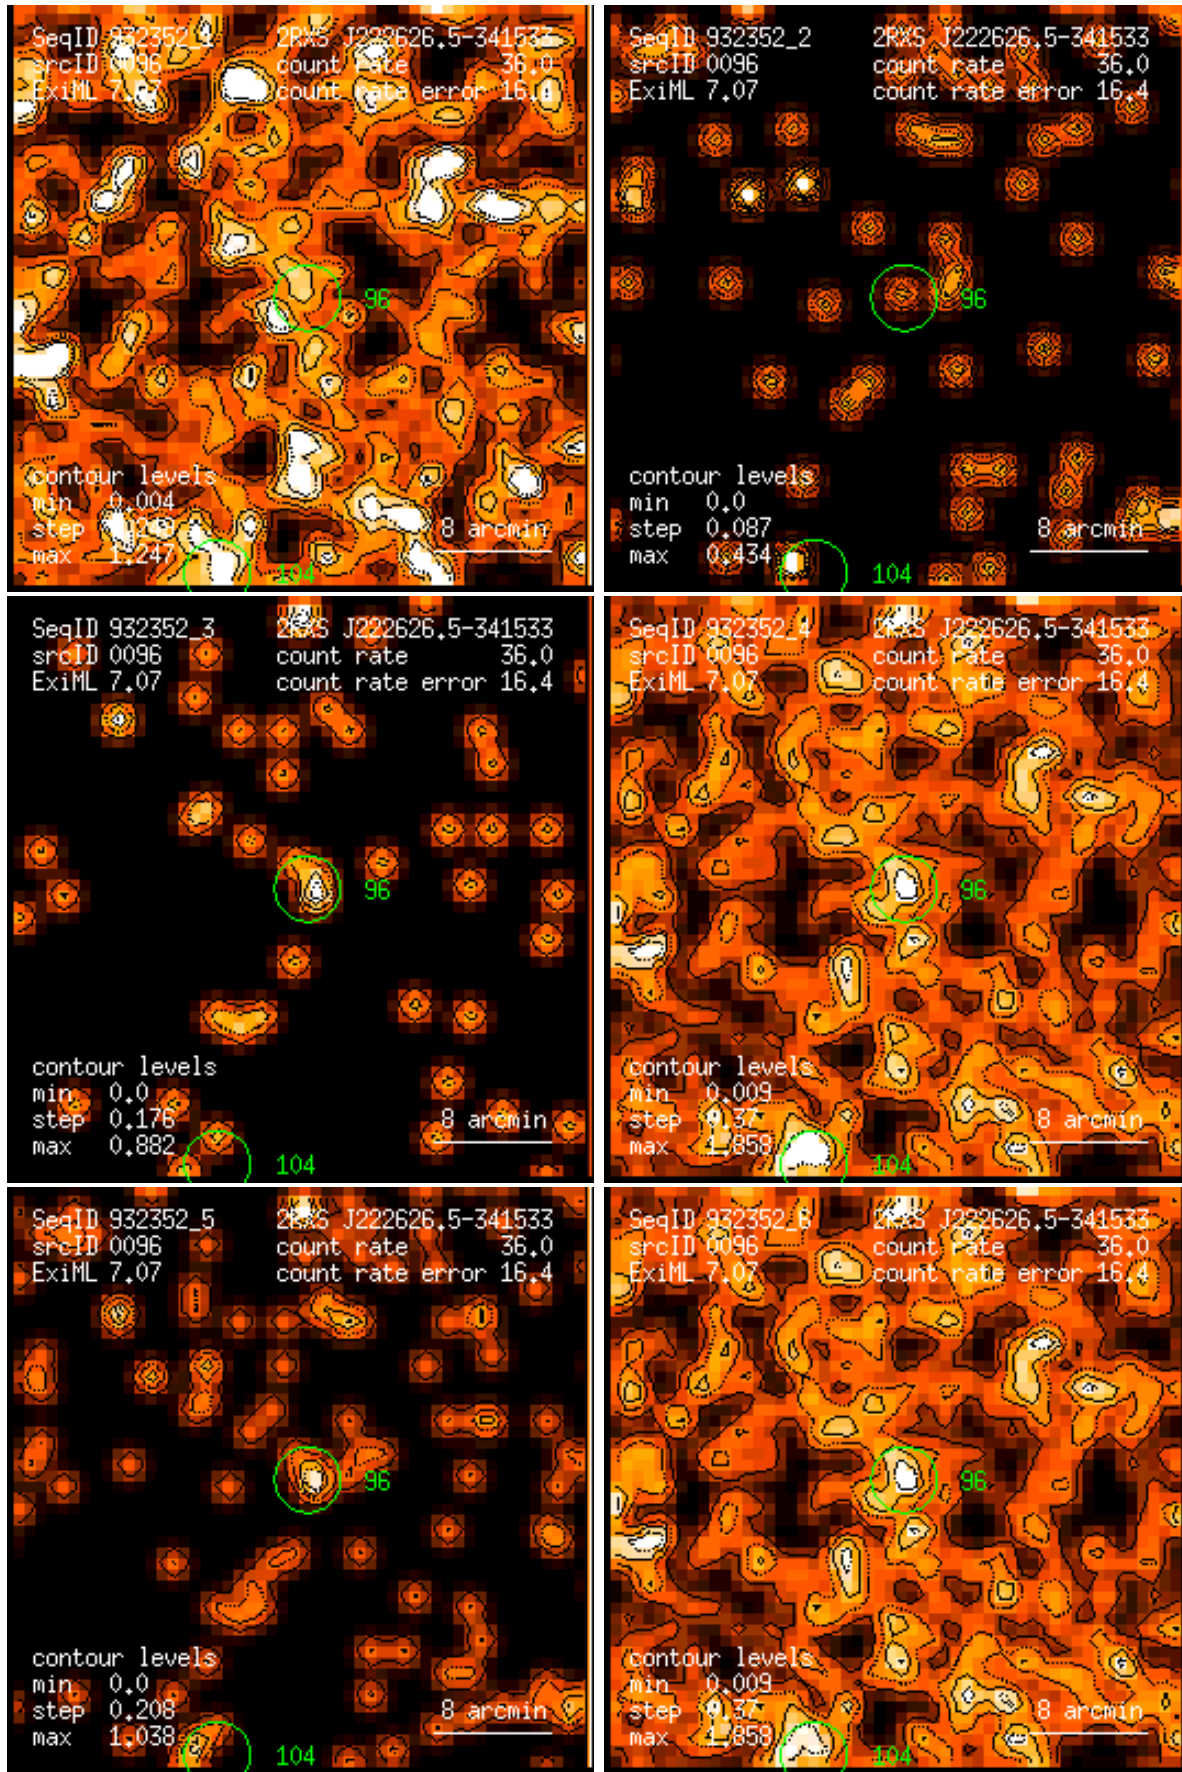 SeqID 932352_1 2RXS J222626.5-341533
srcID 0096 count rate 36.0
ExiML 7.07 count rate error 16.4
96
contour levels
min 0.004
step 0.249
max 1.247
8 arcmin
104
SeqID 932352_2 2RXS J222626.5-341533
srcID 0096 count rate 36.0
ExiML 7.07 count rate error 16.4
96
contour levels
min 0.0
step 0.087
max 0.434
8 arcmin
104
SeqID 932352_3 2RXS J222626.5-341533
srcID 0096 count rate 36.0
ExiML 7.07 count rate error 16.4
96
contour levels
min 0.0
step 0.176
max 0.882
8 arcmin
104
SeqID 932352_4 2RXS J222626.5-341533
srcID 0096 count rate 36.0
ExiML 7.07 count rate error 16.4
96
contour levels
min 0.009
step 0.37
max 1.858
8 arcmin
104
SeqID 932352_5 2RXS J222626.5-341533
srcID 0096 count rate 36.0
ExiML 7.07 count rate error 16.4
96
contour levels
min 0.0
step 0.208
max 1.038
8 arcmin
104
SeqID 932352_6 2RXS J222626.5-341533
srcID 0096 count rate 36.0
ExiML 7.07 count rate error 16.4
96
contour levels
min 0.009
step 0.37
max 1.858
8 arcmin
104